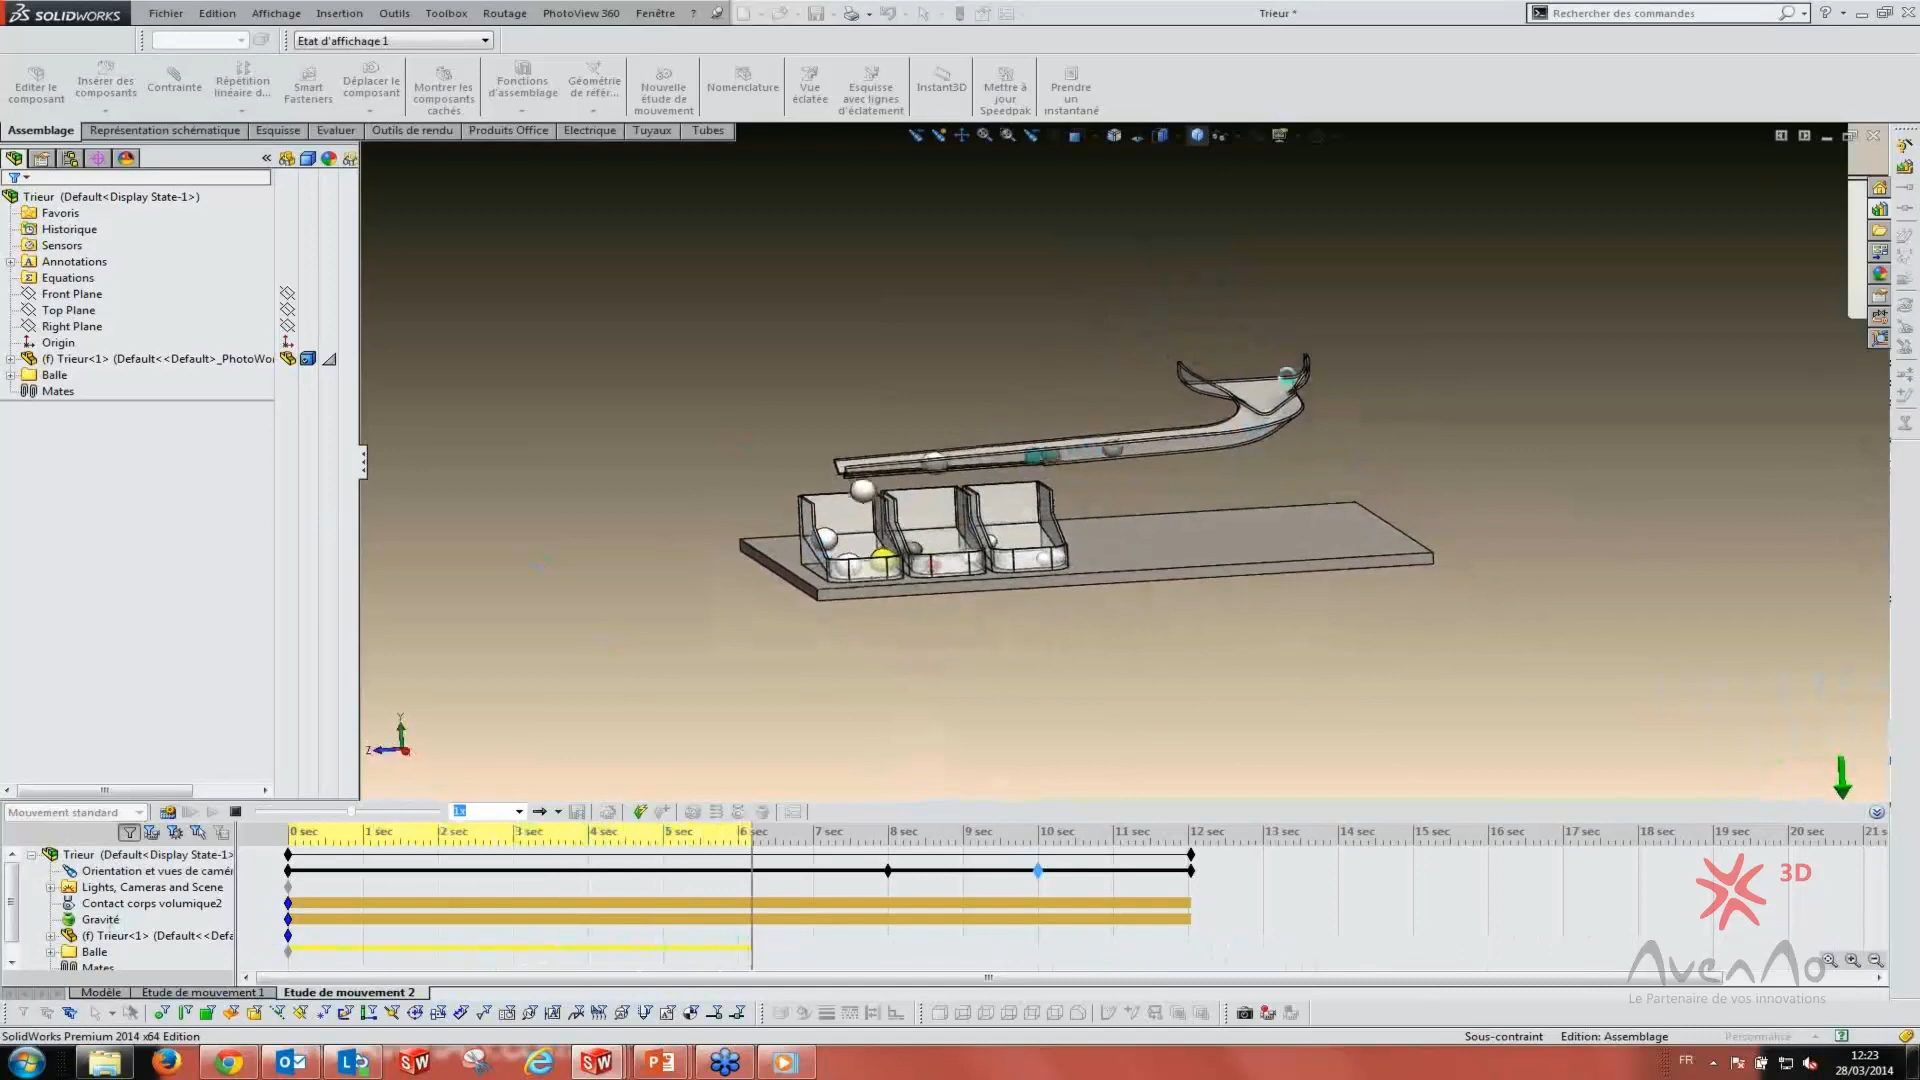 SOLIDWORKS Fichier Edition Affichage Insertion Outils Toolbox Routage PhotoView 360 Fenêtre ? Trieur * Rechercher des commandes
Etat d'affichage 1
Editer le composant
Insérer des composants
Contrainte
Répétition linéaire d...
Smart Fasteners
Déplacer le composant
Montrer les composants cachés
Fonctions d'assemblage
Géométrie de référ...
Nouvelle étude de mouvement
Nomenclature
Vue éclatée
Esquisse avec lignes d'éclatement
Instant3D
Mettre à jour Speedpak
Prendre un instantané
Assemblage Représentation schématique Esquisse Evaluer Outils de rendu Produits Office Electrique Tuyaux Tubes
Trieur (Default<Display State-1>)
Favoris
Historique
Sensors
Annotations
Equations
Front Plane
Top Plane
Right Plane
Origin
(f) Trieur<1> (Default<<Default>_PhotoWor
Balle
Mates
Y
Z
Mouvement standard 1x
0 sec 1 sec 2 sec 3 sec 4 sec 5 sec 6 sec 7 sec 8 sec 9 sec 10 sec 11 sec 12 sec 13 sec 14 sec 15 sec 16 sec 17 sec 18 sec 19 sec 20 sec 21 s
Trieur (Default<Display State-1>
Orientation et vues de camér
Lights, Cameras and Scene
Contact corps volumique2
Gravité
(f) Trieur<1> (Default<<Defa
Balle
Mates
3D
AvenAo
Le Partenaire de vos innovations
Modèle Etude de mouvement 1 Etude de mouvement 2
SolidWorks Premium 2014 x64 Edition Sous-contraint Edition: Assemblage Personnalisé
FR 12:23
28/03/2014